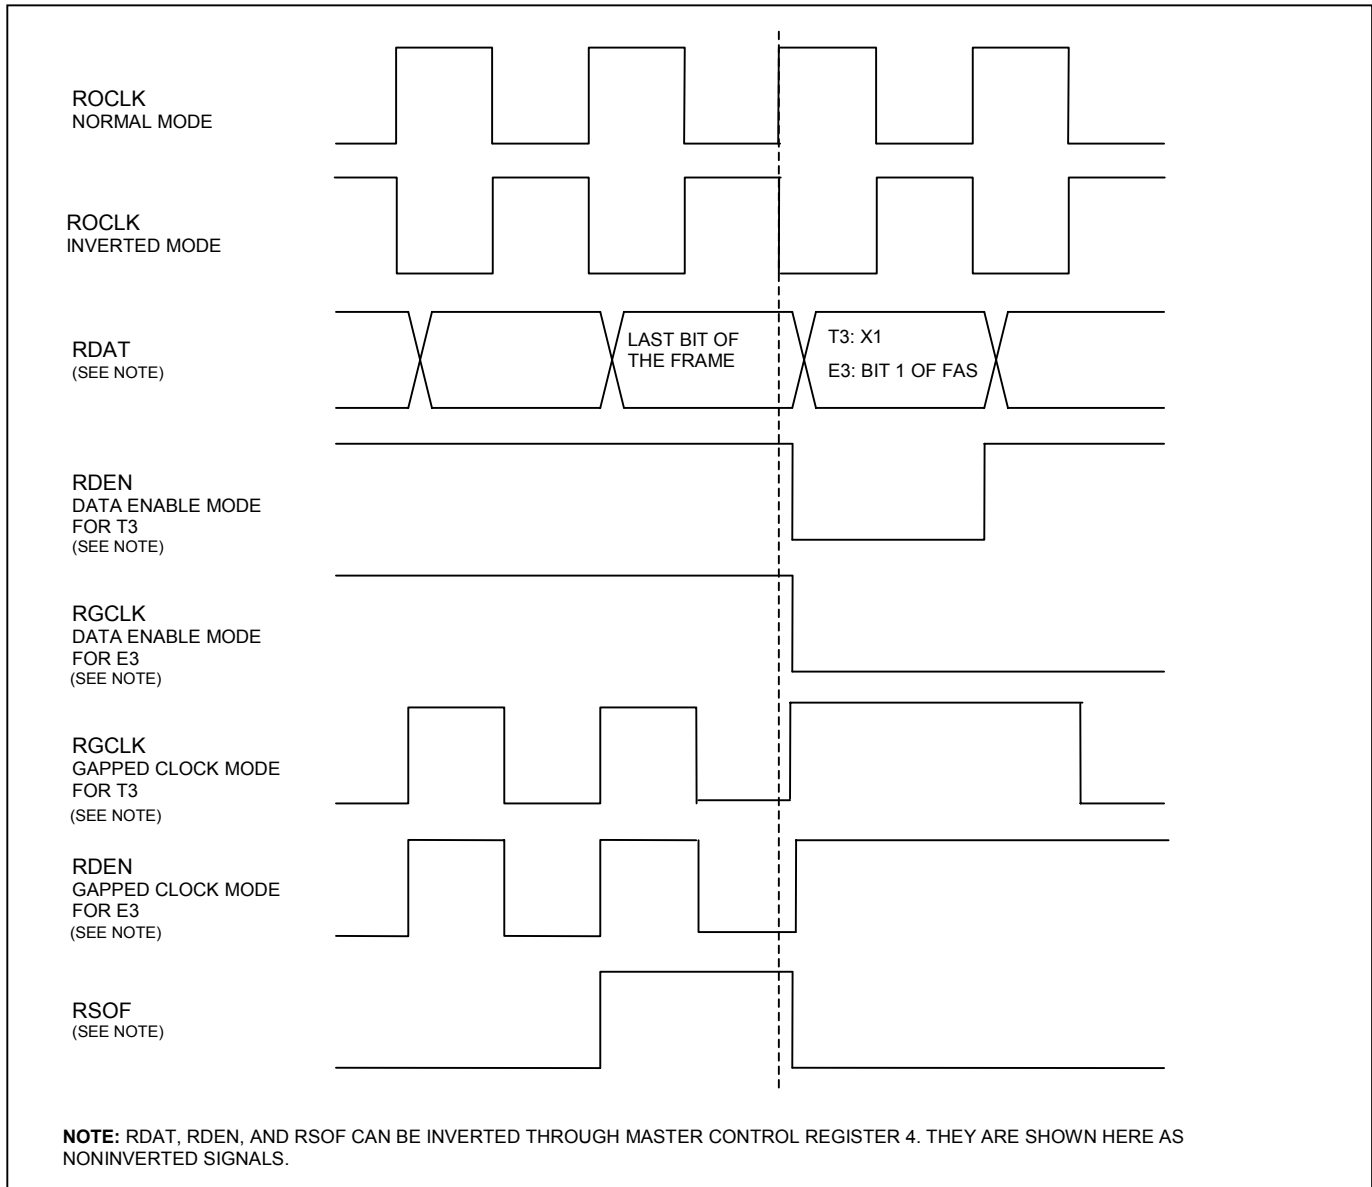 ROCLK
NORMAL MODE
ROCLK
INVERTED MODE
RDAT
(SEE NOTE)
LAST BIT OF
THE FRAME
T3: X1
E3: BIT 1 OF FAS
RDEN
DATA ENABLE MODE
FOR T3
(SEE NOTE)
RGCLK
DATA ENABLE MODE
FOR E3
(SEE NOTE)
RGCLK
GAPPED CLOCK MODE
FOR T3
(SEE NOTE)
RDEN
GAPPED CLOCK MODE
FOR E3
(SEE NOTE)
RSOF
(SEE NOTE)
NOTE: RDAT, RDEN, AND RSOF CAN BE INVERTED THROUGH MASTER CONTROL REGISTER 4. THEY ARE SHOWN HERE AS
NONINVERTED SIGNALS.